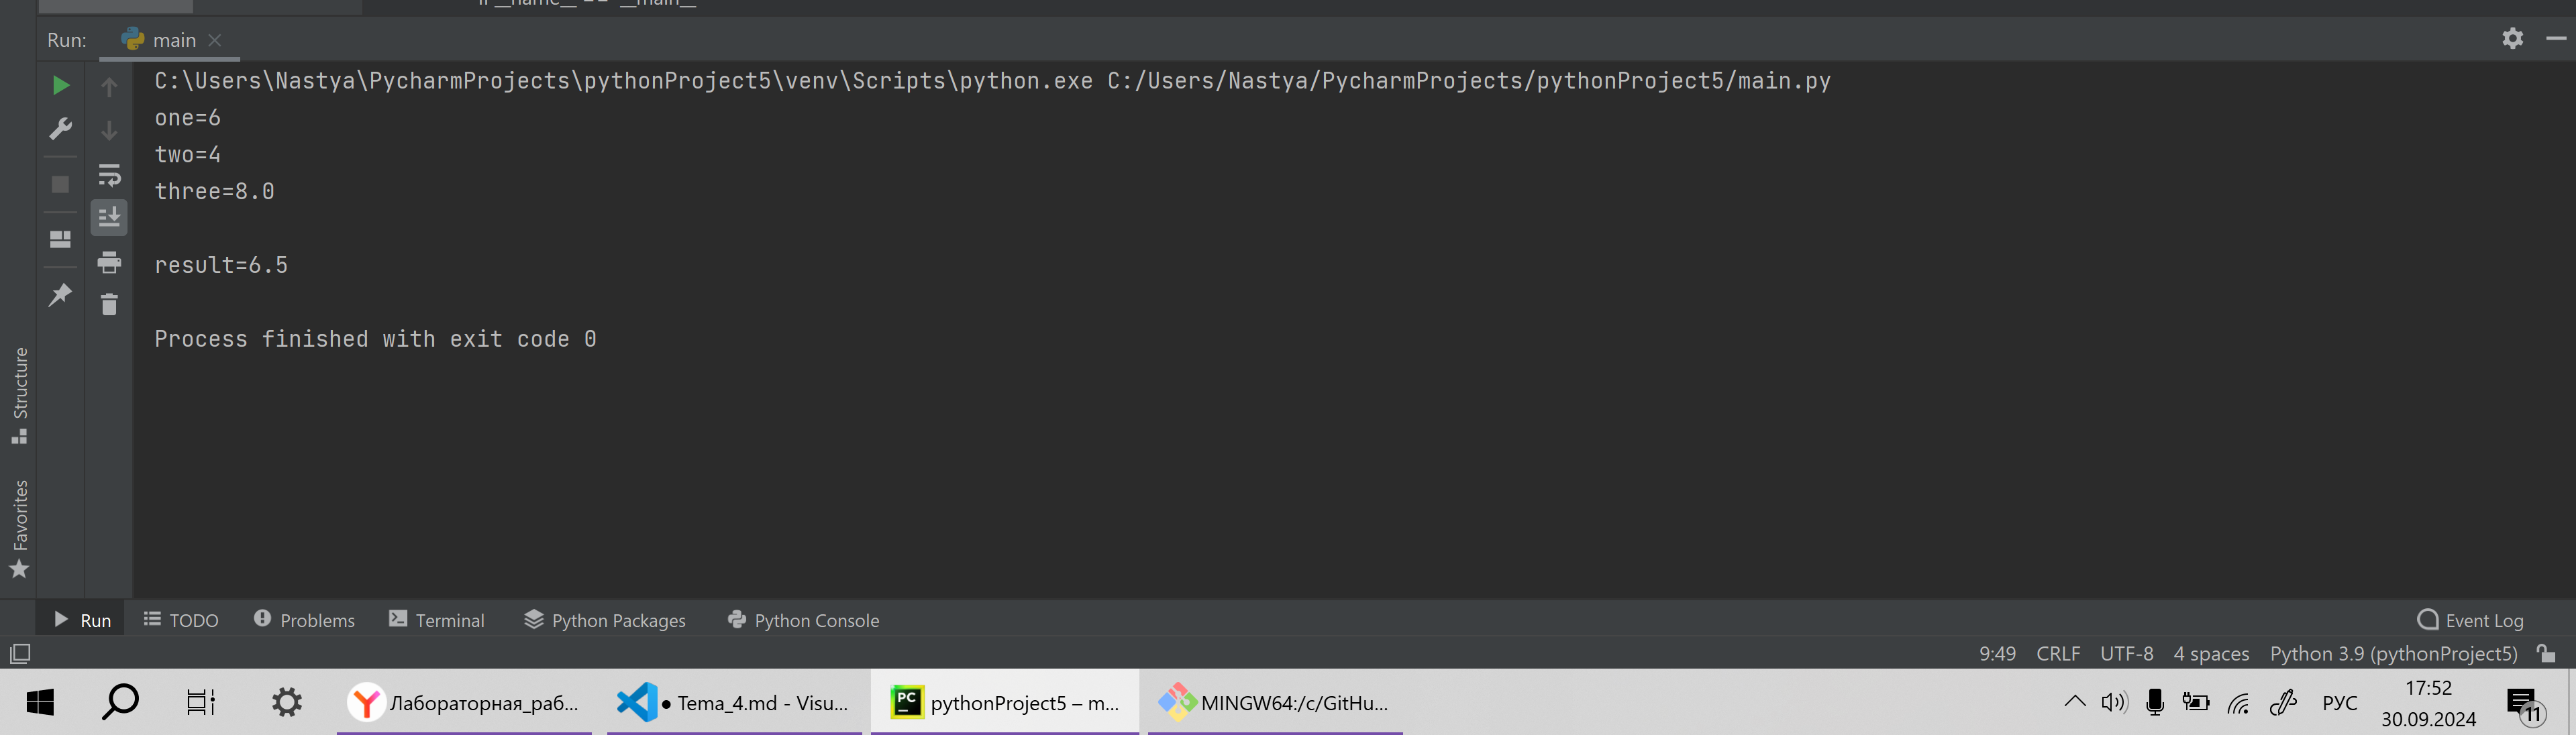 if __name__ == '__main__
Run:
main
C:\Users\Nastya\PycharmProjects\pythonProject5\venv\Scripts\python.exe C:/Users/Nastya/PycharmProjects/pythonProject5/main.py
one=6
two=4
three=8.0
result=6.5
Process finished with exit code 0
Structure
Favorites
Run
TODO
Problems
Terminal
Python Packages
Python Console
Event Log
9:49
CRLF
UTF-8
4 spaces
Python 3.9 (pythonProject5)
Лабораторная_раб...
● Tema_4.md - Visu...
PC
pythonProject5 – m...
MINGW64:/c/GitHu...
РУС
17:52
30.09.2024
11